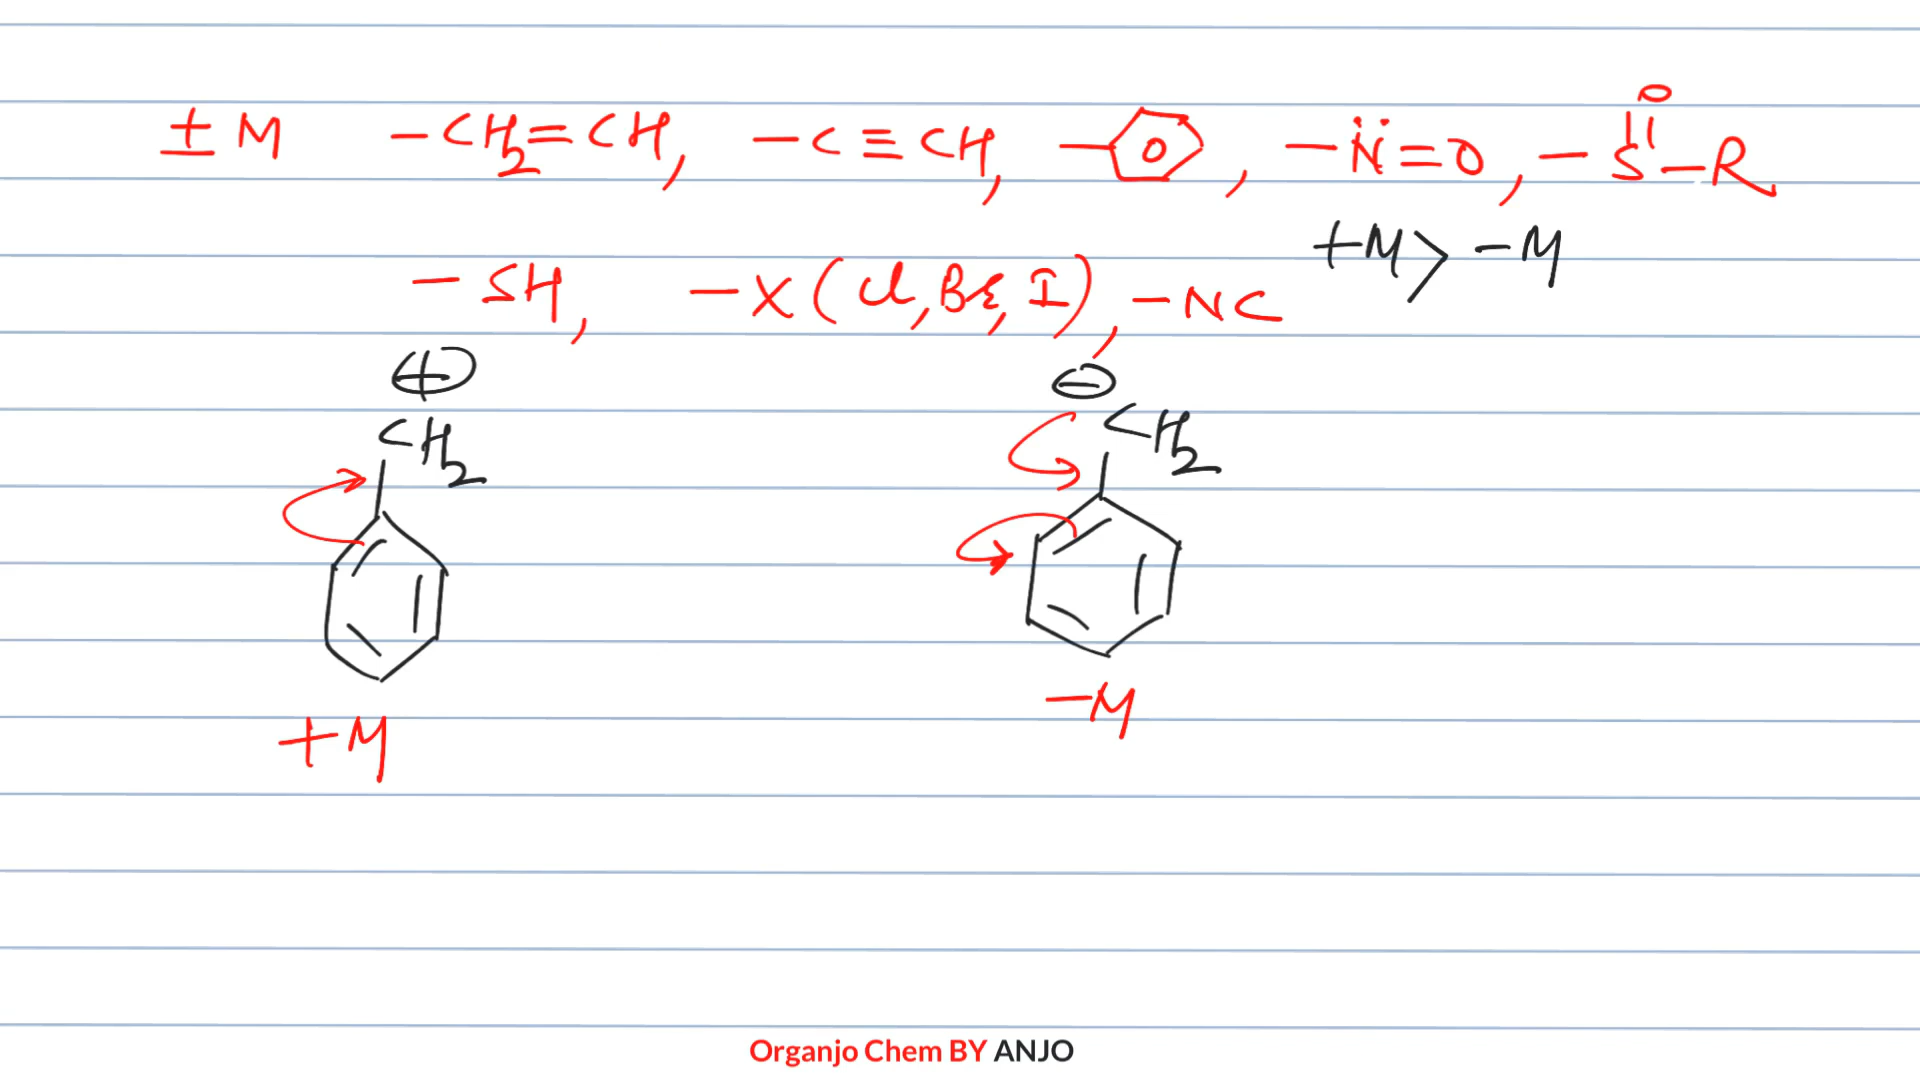 ± M -CH₂=CH, -C≡CH, , -N̈=O, -S-R
O
+M > -M
-SH, -X (Cl, Br, I), -NC
⊕
CH₂
⊖
CH₂
+M
-M
Organjo Chem BY ANJO